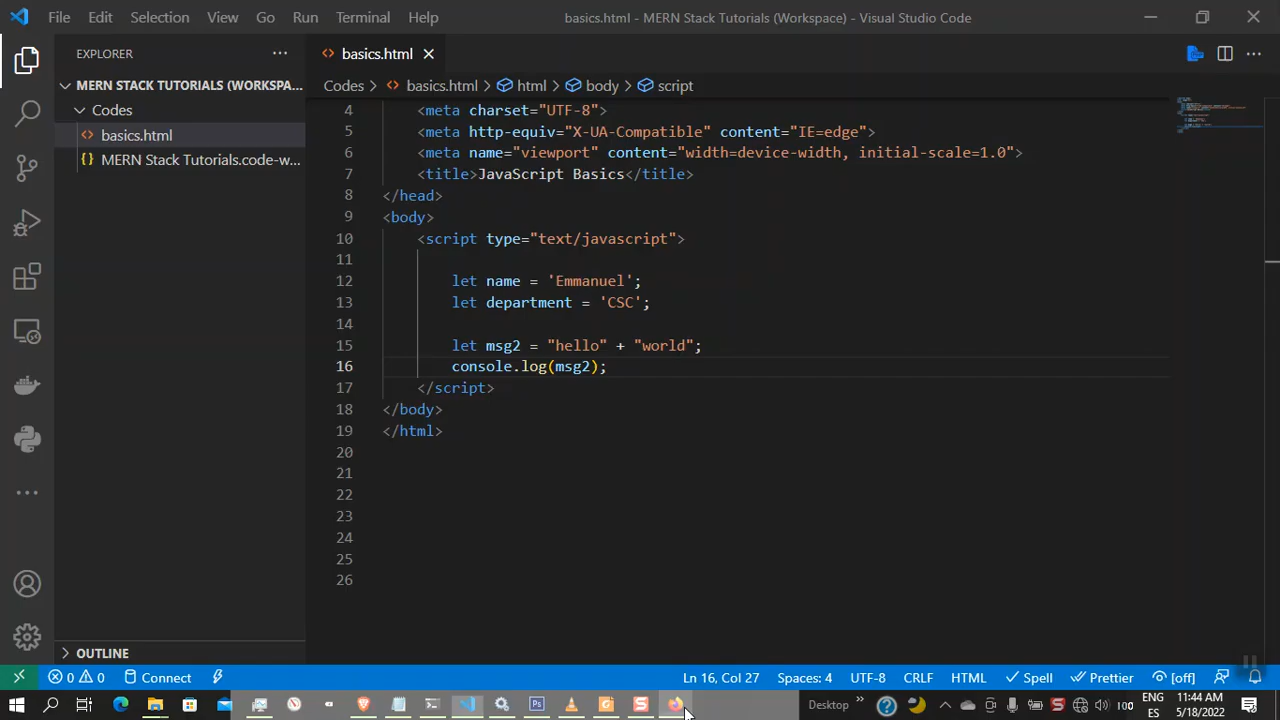 File Edit Selection View Go Run Terminal Help basics.html - MERN Stack Tutorials (Workspace) - Visual Studio Code
EXPLORER
MERN STACK TUTORIALS (WORKSPA...
Codes
basics.html
MERN Stack Tutorials.code-w...
OUTLINE
basics.html
Codes > basics.html > html > body > script
4 <meta charset="UTF-8">
5 <meta http-equiv="X-UA-Compatible" content="IE=edge">
6 <meta name="viewport" content="width=device-width, initial-scale=1.0">
7 <title>JavaScript Basics</title>
8 </head>
9 <body>
10 <script type="text/javascript">
11
12 let name = 'Emmanuel';
13 let department = 'CSC';
14
15 let msg2 = "hello" + "world";
16 console.log(msg2);
17 </script>
18 </body>
19 </html>
20
21
22
23
24
25
26
0 0 Connect Ln 16, Col 27 Spaces: 4 UTF-8 CRLF HTML Spell Prettier [off]
Desktop » 100 ENG 11:44 AM
ES 5/18/2022